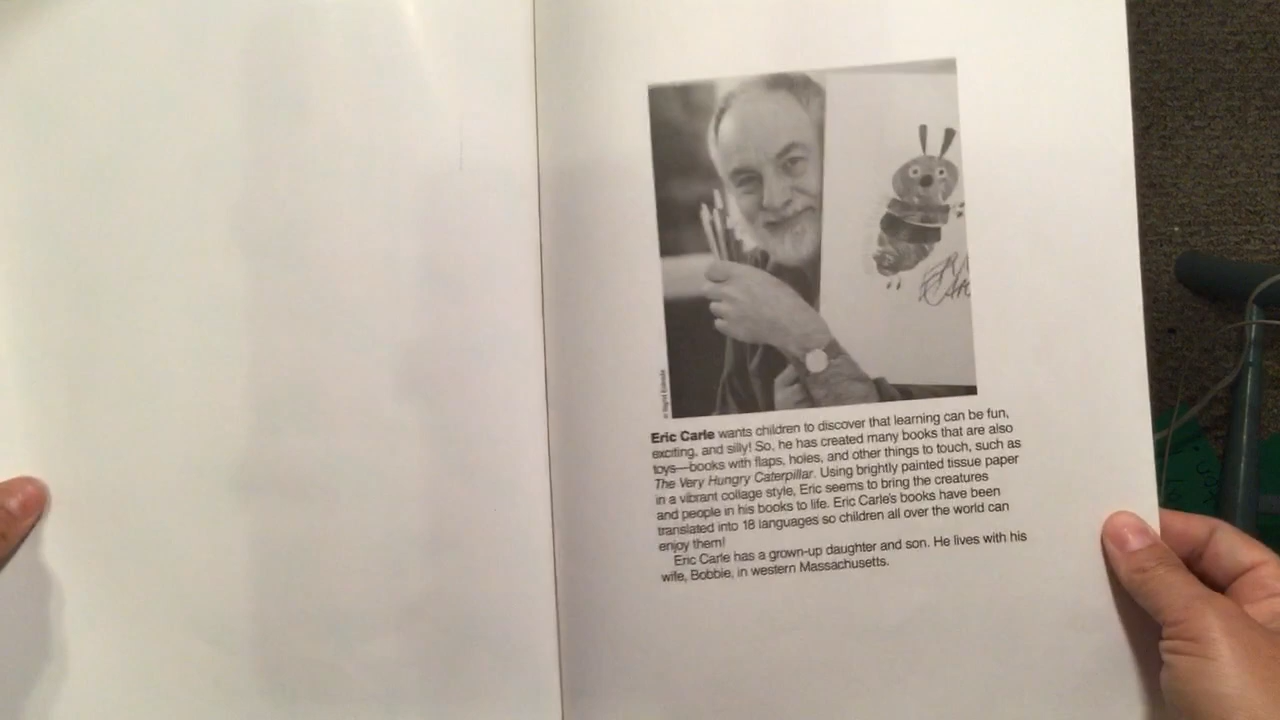 Eric Carle
Eric Carle wants children to discover that learning can be fun,
exciting, and silly! So, he has created many books that are also
toys—books with flaps, holes, and other things to touch, such as
The Very Hungry Caterpillar. Using brightly painted tissue paper
in a vibrant collage style, Eric seems to bring the creatures
and people in his books to life. Eric Carle's books have been
translated into 18 languages so children all over the world can
enjoy them!
Eric Carle has a grown-up daughter and son. He lives with his
wife, Bobbie, in western Massachusetts.